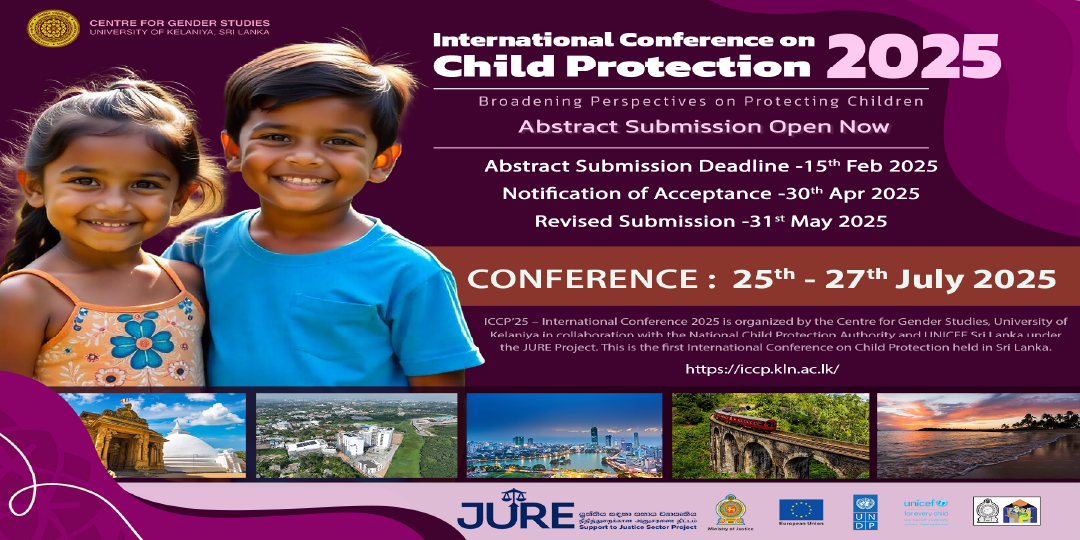 CENTRE FOR GENDER STUDIES
UNIVERSITY OF KELANIYA, SRI LANKA
International Conference on
Child Protection 2025
Broadening Perspectives on Protecting Children
Abstract Submission Open Now
Abstract Submission Deadline -15th Feb 2025
Notification of Acceptance -30th Apr 2025
Revised Submission -31st May 2025
CONFERENCE : 25th - 27th July 2025
ICCP'25 – International Conference 2025 is organized by the Centre for Gender Studies, University of
Kelaniya in collaboration with the National Child Protection Authority and UNICEF Sri Lanka under
the JURE Project. This is the first International Conference on Child Protection held in Sri Lanka.
https://iccp.kln.ac.lk/
JURE
යුක්තිය සඳහා සහාය ව්‍යාපෘතිය
Support to Justice Sector Project
Ministry of Justice
European Union
U N
D P
unicef
for every child